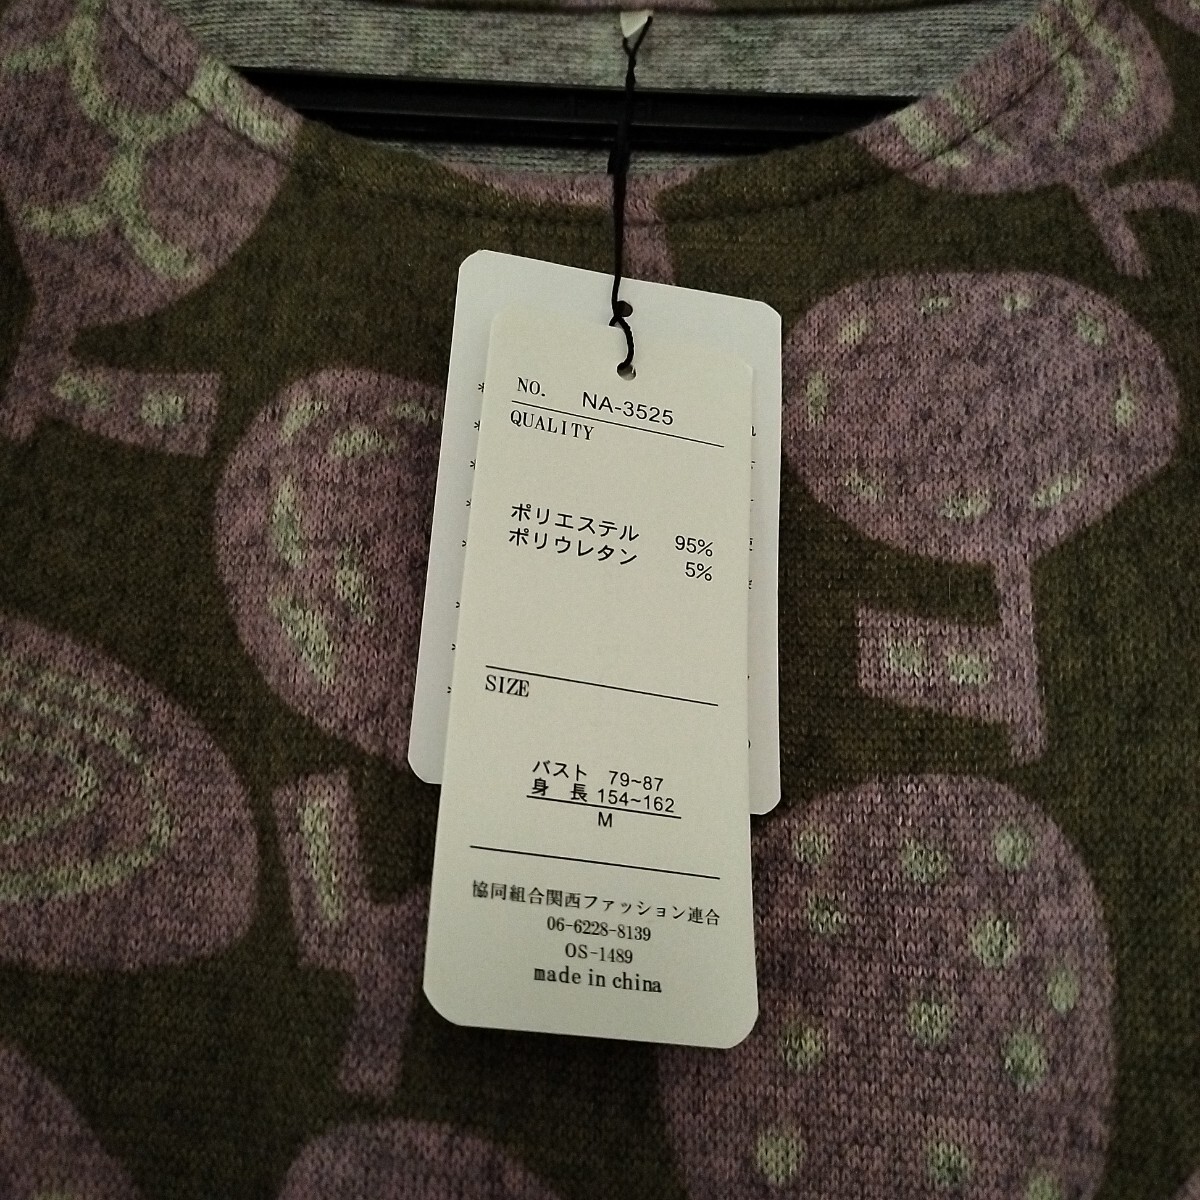 NO. NA-3525
QUALITY
ポリエステル 95%
ポリウレタン 5%
SIZE
バスト 79~87
身 長 154~162
M
協同組合関西ファッション連合
06-6228-8139
OS-1489
made in china